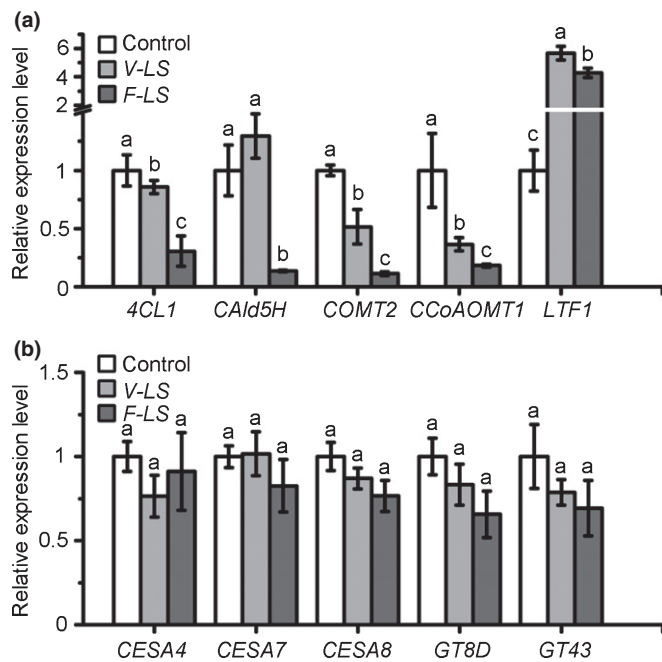 (a)
Control
V-LS
F-LS
Relative expression level
6
4
2
1
0.5
0
a b c
a a b
a b c
a b c
c a b
4CL1 CAld5H COMT2 CCoAOMT1 LTF1
(b)
Control
V-LS
F-LS
Relative expression level
1.5
1
0.5
0
a a a
a a a
a a a
a a a
a a a
CESA4 CESA7 CESA8 GT8D GT43